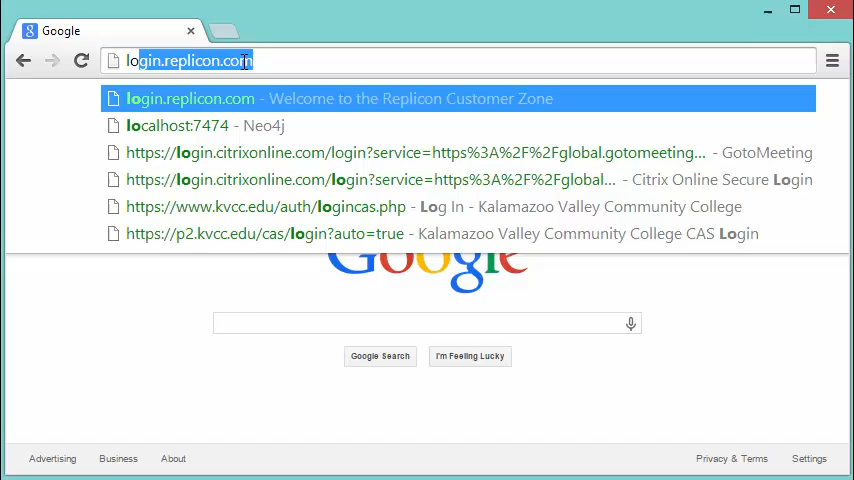 Google
login.replicon.com
login.replicon.com - Welcome to the Replicon Customer Zone
localhost:7474 - Neo4j
https://login.citrixonline.com/login?service=https%3A%2F%2Fglobal.gotomeeting... - GotoMeeting
https://login.citrixonline.com/login?service=https%3A%2F%2Fglobal... - Citrix Online Secure Login
https://www.kvcc.edu/auth/logincas.php - Log In - Kalamazoo Valley Community College
https://p2.kvcc.edu/cas/login?auto=true - Kalamazoo Valley Community College CAS Login
Google
Google Search I'm Feeling Lucky
Advertising Business About Privacy & Terms Settings